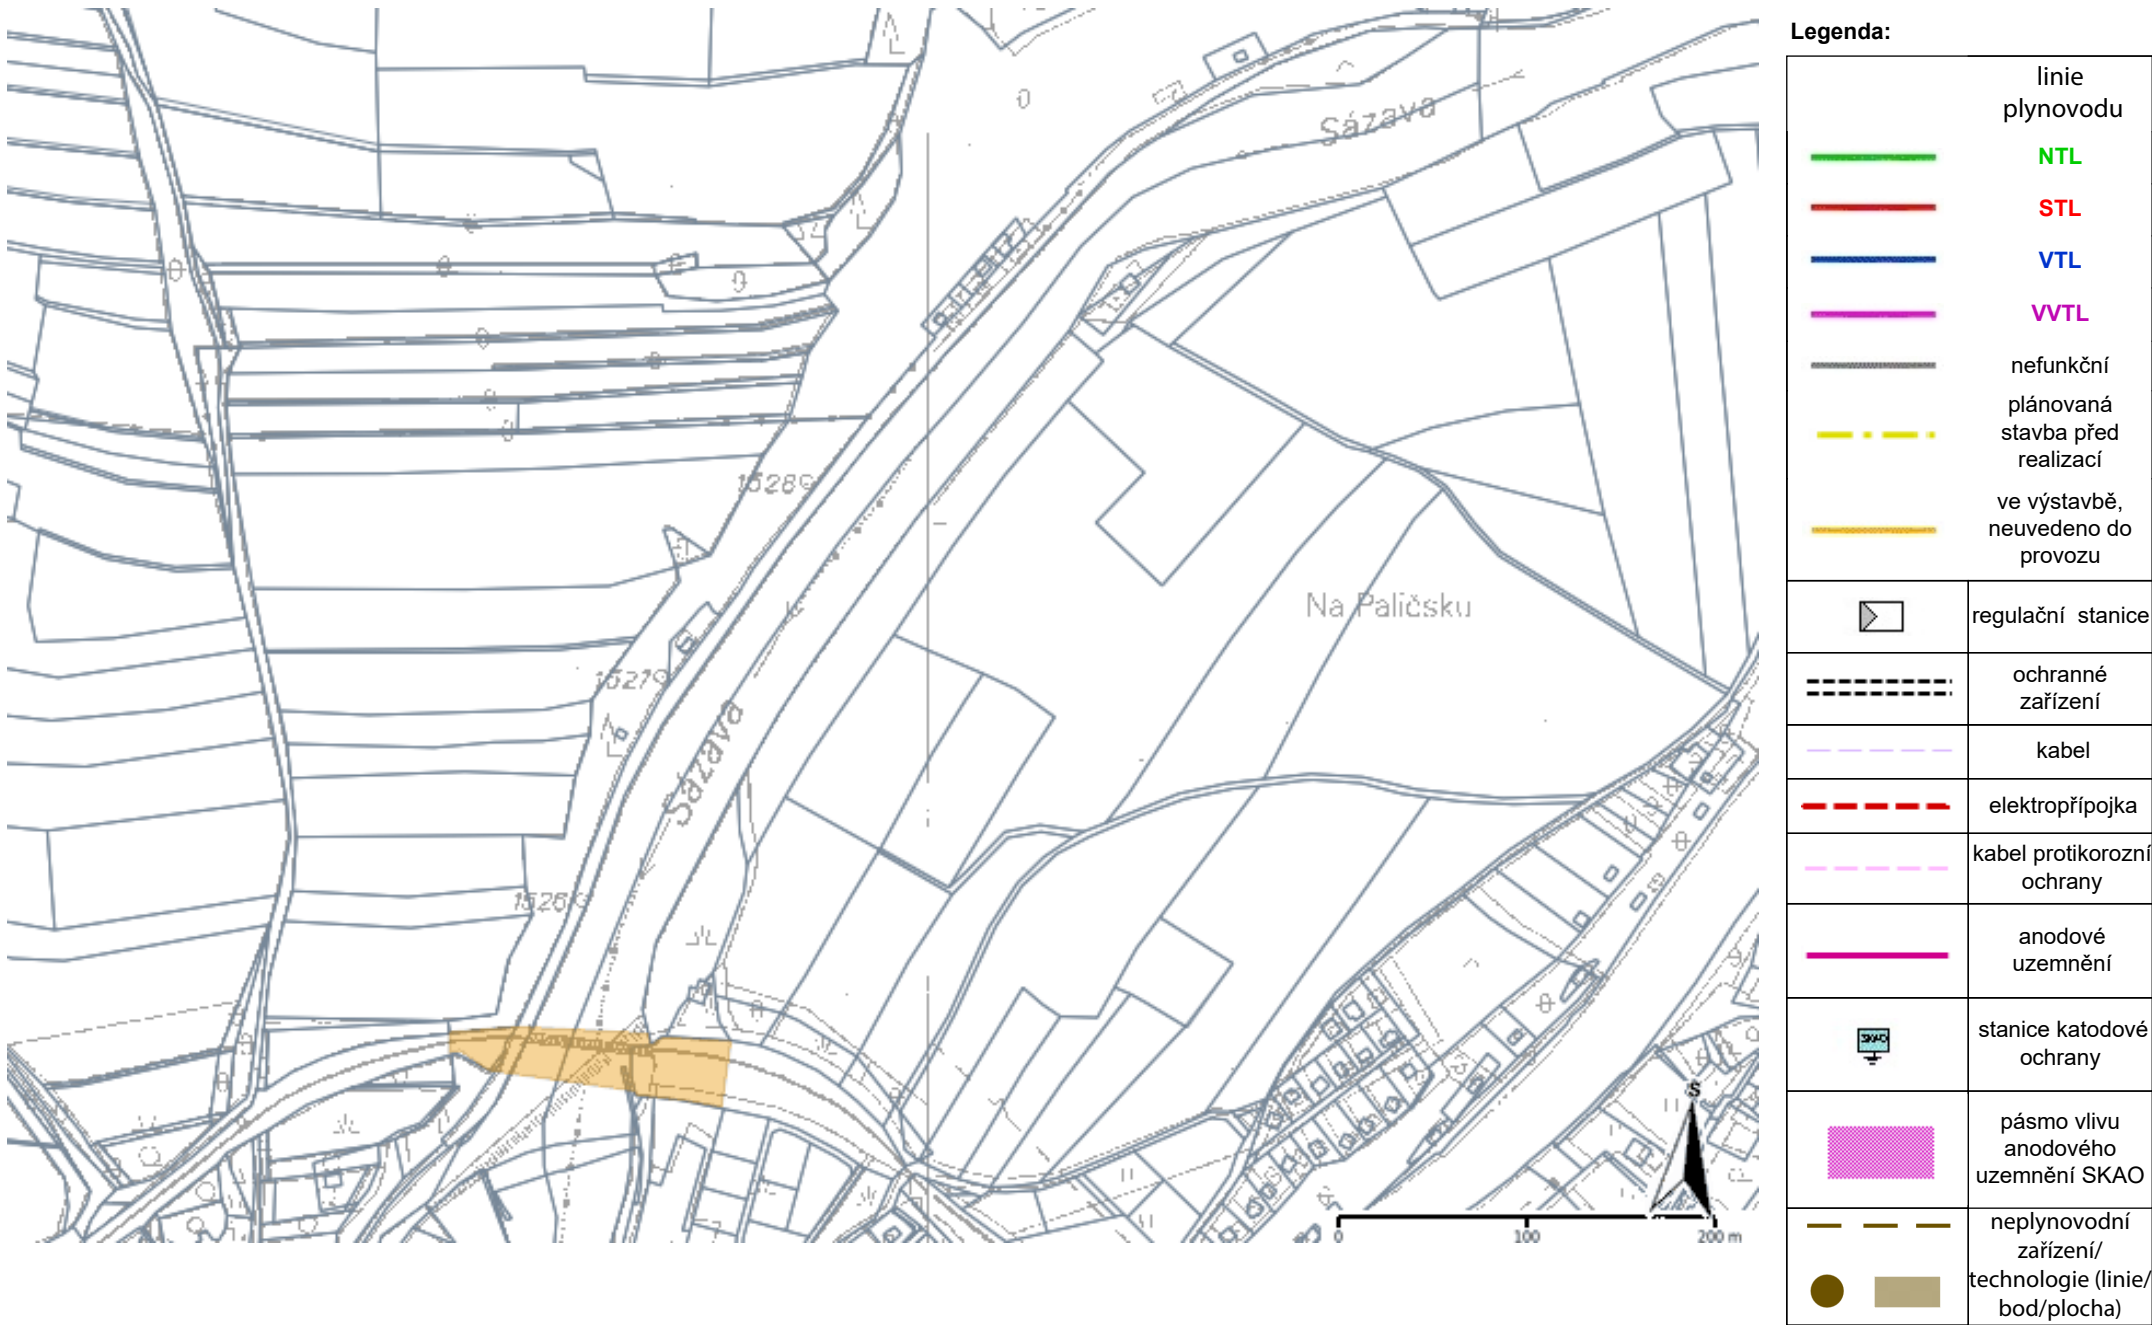 Legenda:
linie
plynovodu
NTL
STL
VTL
VVTL
nefunkční
plánovaná
stavba před
realizací
ve výstavbě,
neuvedeno do
provozu
regulační stanice
ochranné
zařízení
kabel
elektropřípojka
kabel protikorozní
ochrany
anodové
uzemnění
SKAO
stanice katodové
ochrany
pásmo vlivu
anodového
uzemnění SKAO
neplynovodní
zařízení/
technologie (linie/
bod/plocha)
Sázava
1528
Na Paličsku
1527
Sázava
1526
S
0
100
200 m